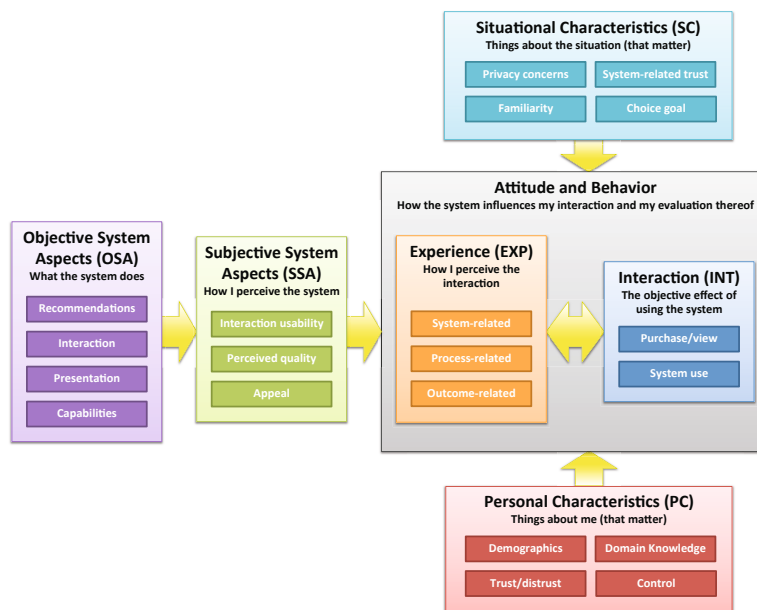 Situational Characteristics (SC)
Things about the situation (that matter)
Privacy concerns
System-related trust
Familiarity
Choice goal
Attitude and Behavior
How the system influences my interaction and my evaluation thereof
Objective System
Aspects (OSA)
What the system does
Recommendations
Interaction
Presentation
Capabilities
Subjective System
Aspects (SSA)
How I perceive the system
Interaction usability
Perceived quality
Appeal
Experience (EXP)
How I perceive the
interaction
System-related
Process-related
Outcome-related
Interaction (INT)
The objective effect of
using the system
Purchase/view
System use
Personal Characteristics (PC)
Things about me (that matter)
Demographics
Domain Knowledge
Trust/distrust
Control